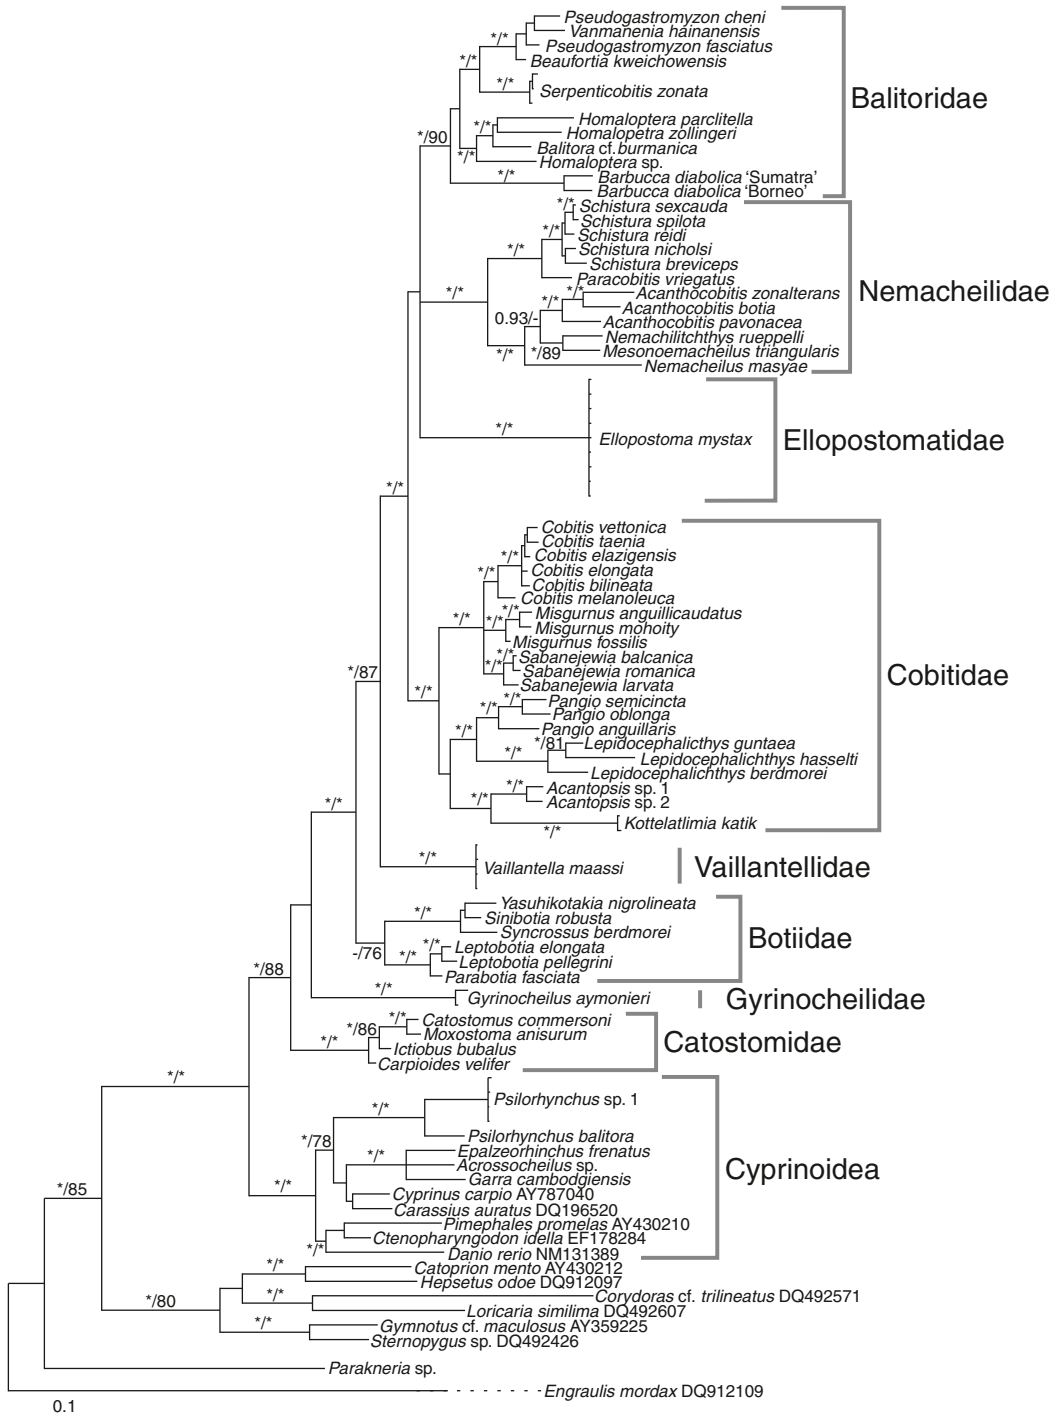 Pseudogastromyzon cheni
Vanmanenia hainanensis
*/*
Pseudogastromyzon fasciatus
Beaufortia kweichowensis
*/*
*/*
Serpenticobitis zonata
Balitoridae
Homaloptera parclitella
*/*
Homalopetra zollingeri
*/90
Balitora cf. burmanica
*/*
Homaloptera sp.
*/*
Barbucca diabolica 'Sumatra'
Barbucca diabolica 'Borneo'
*/*
Schistura sexcauda
Schistura spilota
*/*
Schistura reidi
*/*
Schistura nicholsi
Schistura breviceps
Paracobitis vriegatus
*/*
*/*
Acanthocobitis zonalterans
Nemacheilidae
*/*
Acanthocobitis botia
0.93/-
Acanthocobitis pavonacea
Nemachilitchthys rueppelli
*/*
*/89
Mesonoemacheilus triangularis
Nemacheilus masyae
*/*
Ellopostoma mystax
Ellopostomatidae
*/*
Cobitis vettonica
Cobitis taenia
*/*
Cobitis elazigensis
*/*
Cobitis elongata
Cobitis bilineata
Cobitis melanoleuca
*/*
*/*
Misgurnus anguillicaudatus
*/*
Misgurnus mohoity
Misgurnus fossilis
*/*
Sabanejewia balcanica
*/87
*/*
Sabanejewia romanica
Cobitidae
Sabanejewia larvata
*/*
*/*
Pangio semicincta
*/*
Pangio oblonga
*/*
Pangio anguillaris
*/81
Lepidocephalicthys guntaea
*/*
Lepidocephalichthys hasselti
Lepidocephalichthys berdmorei
*/*
Acantopsis sp. 1
*/*
Acantopsis sp. 2
*/*
Kottelatlimia katik
*/*
*/*
Vaillantella maassi
Vaillantellidae
Yasuhikotakia nigrolineata
*/*
Sinibotia robusta
Syncrossus berdmorei
Botiidae
*/*
Leptobotia elongata
-/76
*/*
Leptobotia pellegrini
*/88
Parabotia fasciata
*/*
Gyrinocheilus aymonieri
Gyrinocheilidae
*/*
Catostomus commersoni
*/86
Moxostoma anisurum
*/*
Ictiobus bubalus
Catostomidae
Carpioides velifer
*/*
Psilorhynchus sp. 1
*/*
Psilorhynchus balitora
*/78
Epalzeorhinchus frenatus
*/*
Acrossocheilus sp.
Cyprinoidea
Garra cambodgiensis
*/*
Cyprinus carpio AY787040
*/85
Carassius auratus DQ196520
Pimephales promelas AY430210
Ctenopharyngodon idella EF178284
*/*
Danio rerio NM131389
*/*
Catoprion mento AY430212
Hepsetus odoe DQ912097
*/*
Corydoras cf. trilineatus DQ492571
*/80
Loricaria similima DQ492607
*/*
Gymnotus cf. maculosus AY359225
Sternopygus sp. DQ492426
Parakneria sp.
Engraulis mordax DQ912109
0.1